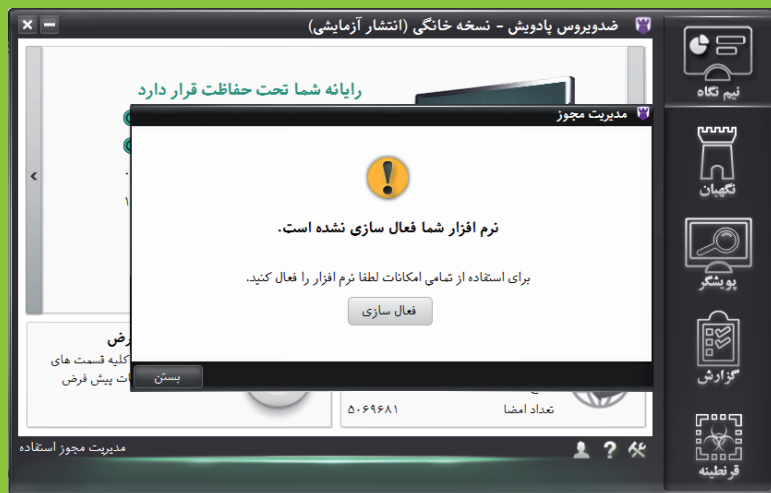 ضدویروس پادویش - نسخه خانگی (انتشار آزمایشی)
نیم نگاه
نگهبان
پویشگر
گزارش
قرنطینه
رایانه شما تحت حفاظت قرار دارد
مدیریت مجوز
نرم افزار شما فعال سازی نشده است.
برای استفاده از تمامی امکانات لطفا نرم افزار را فعال کنید.
فعال سازی
بستن
کلیه قسمت های
پیش فرض
تعداد امضا
۵۰۶۹۶۸۱
مدیریت مجوز استفاده